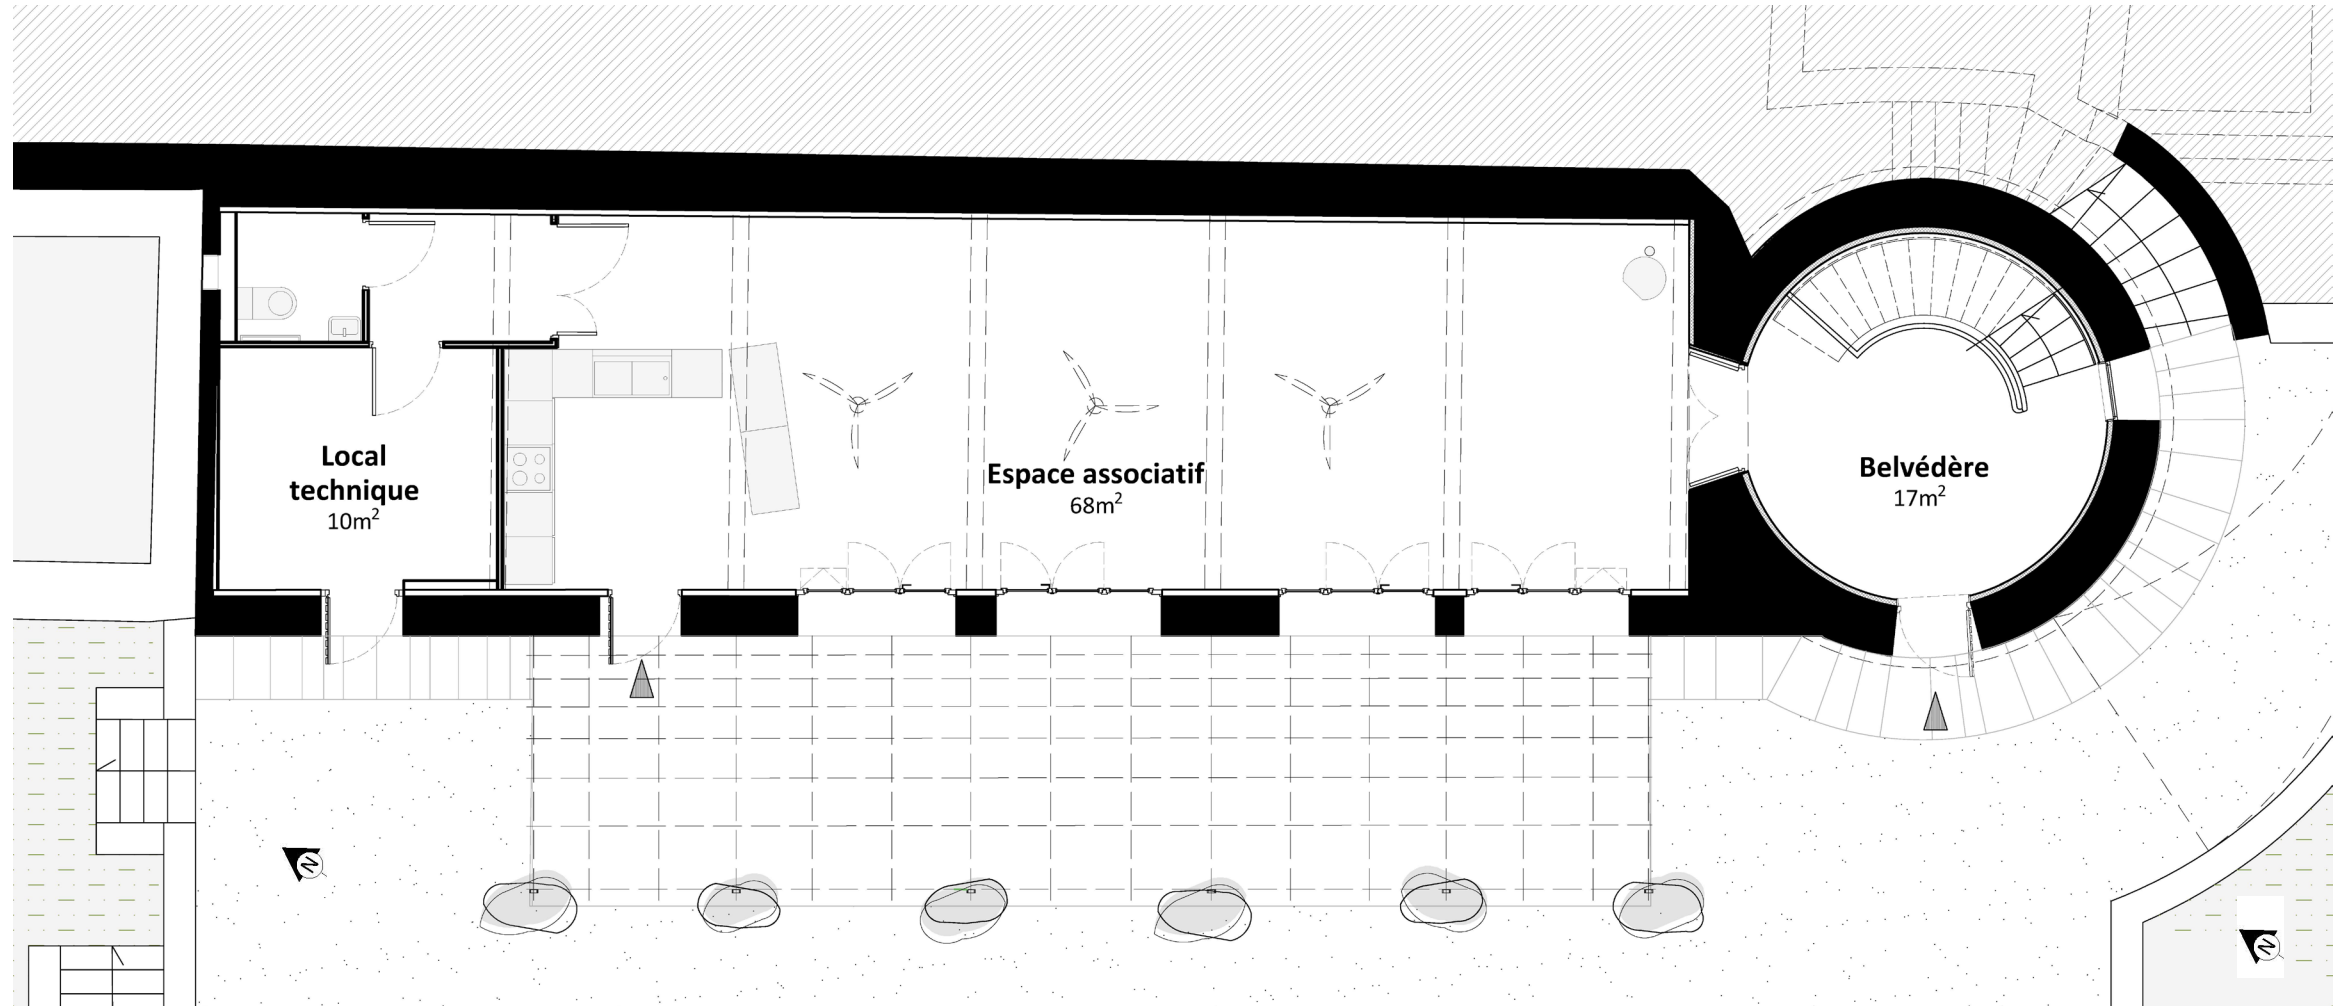 Local
technique
10m²
Espace associatif
68m²
Belvédère
17m²
N
N